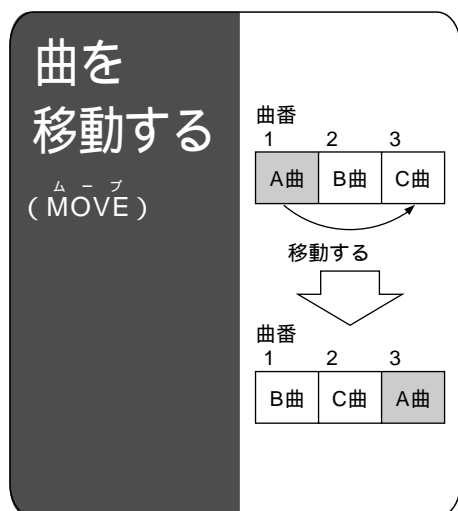 曲を
移動する
ムーブ
（MOVE）
曲番
1 2 3
A曲 B曲 C曲
移動する
曲番
1 2 3
B曲 C曲 A曲